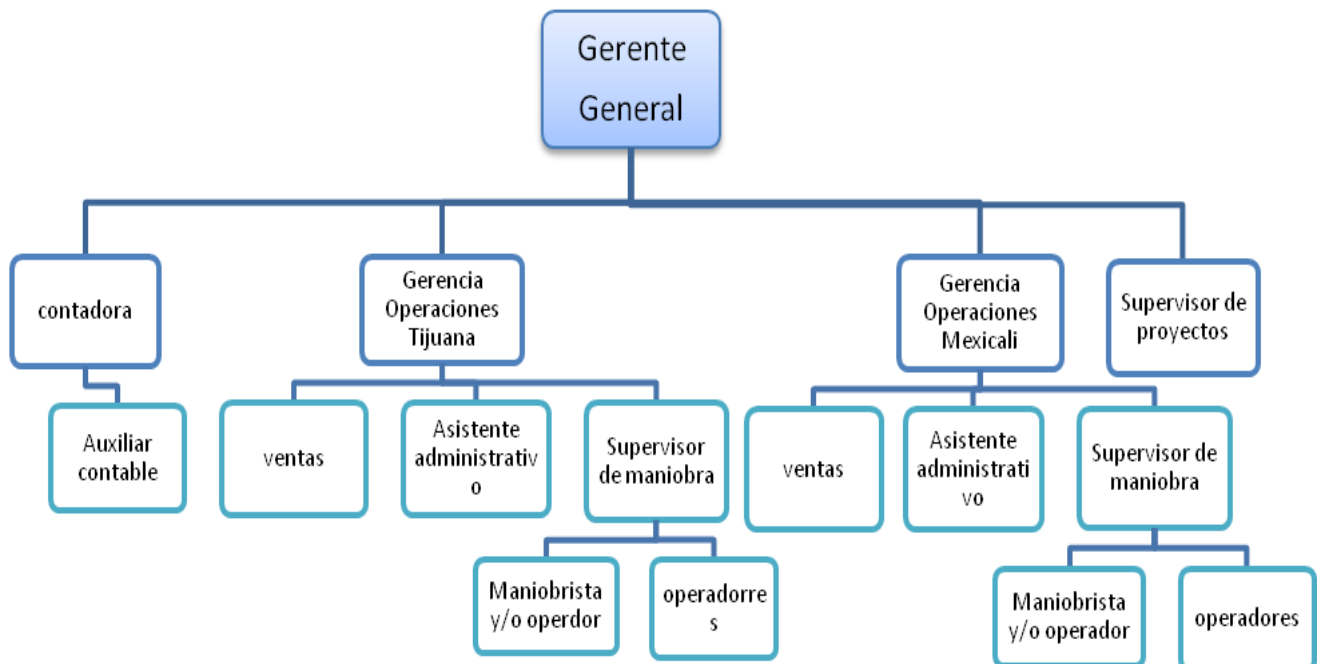 Gerente
General
contadora
Gerencia
Operaciones
Tijuana
Gerencia
Operaciones
Mexicali
Supervisor de
proyectos
Auxiliar
contable
ventas
Asistente
administrativ
o
Supervisor
de maniobra
ventas
Asistente
administrati
vo
Supervisor de
maniobra
Maniobrista
y/o operdor
operadorre
s
Maniobrista
y/o operador
operadores